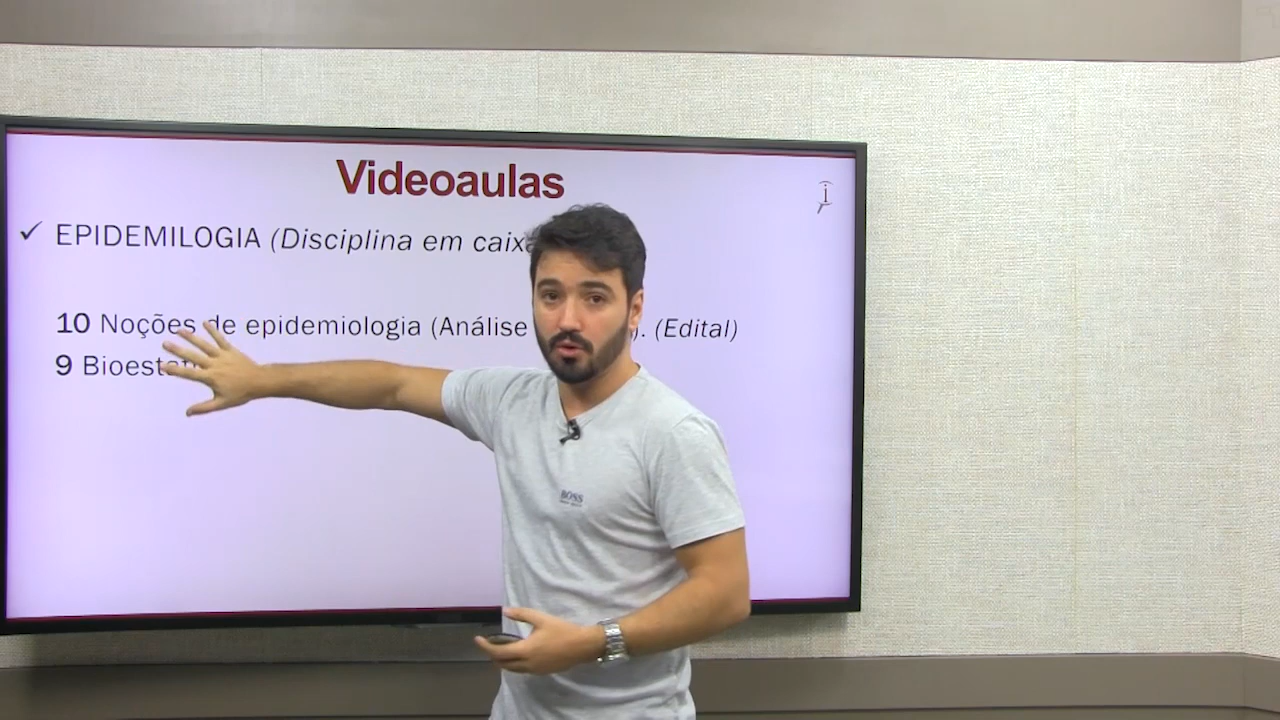 Videoaulas
i
✓ EPIDEMILOGIA (Disciplina em caixa
10 Noções de epidemiologia (Análise ). (Edital)
9 Bioest
BOSS